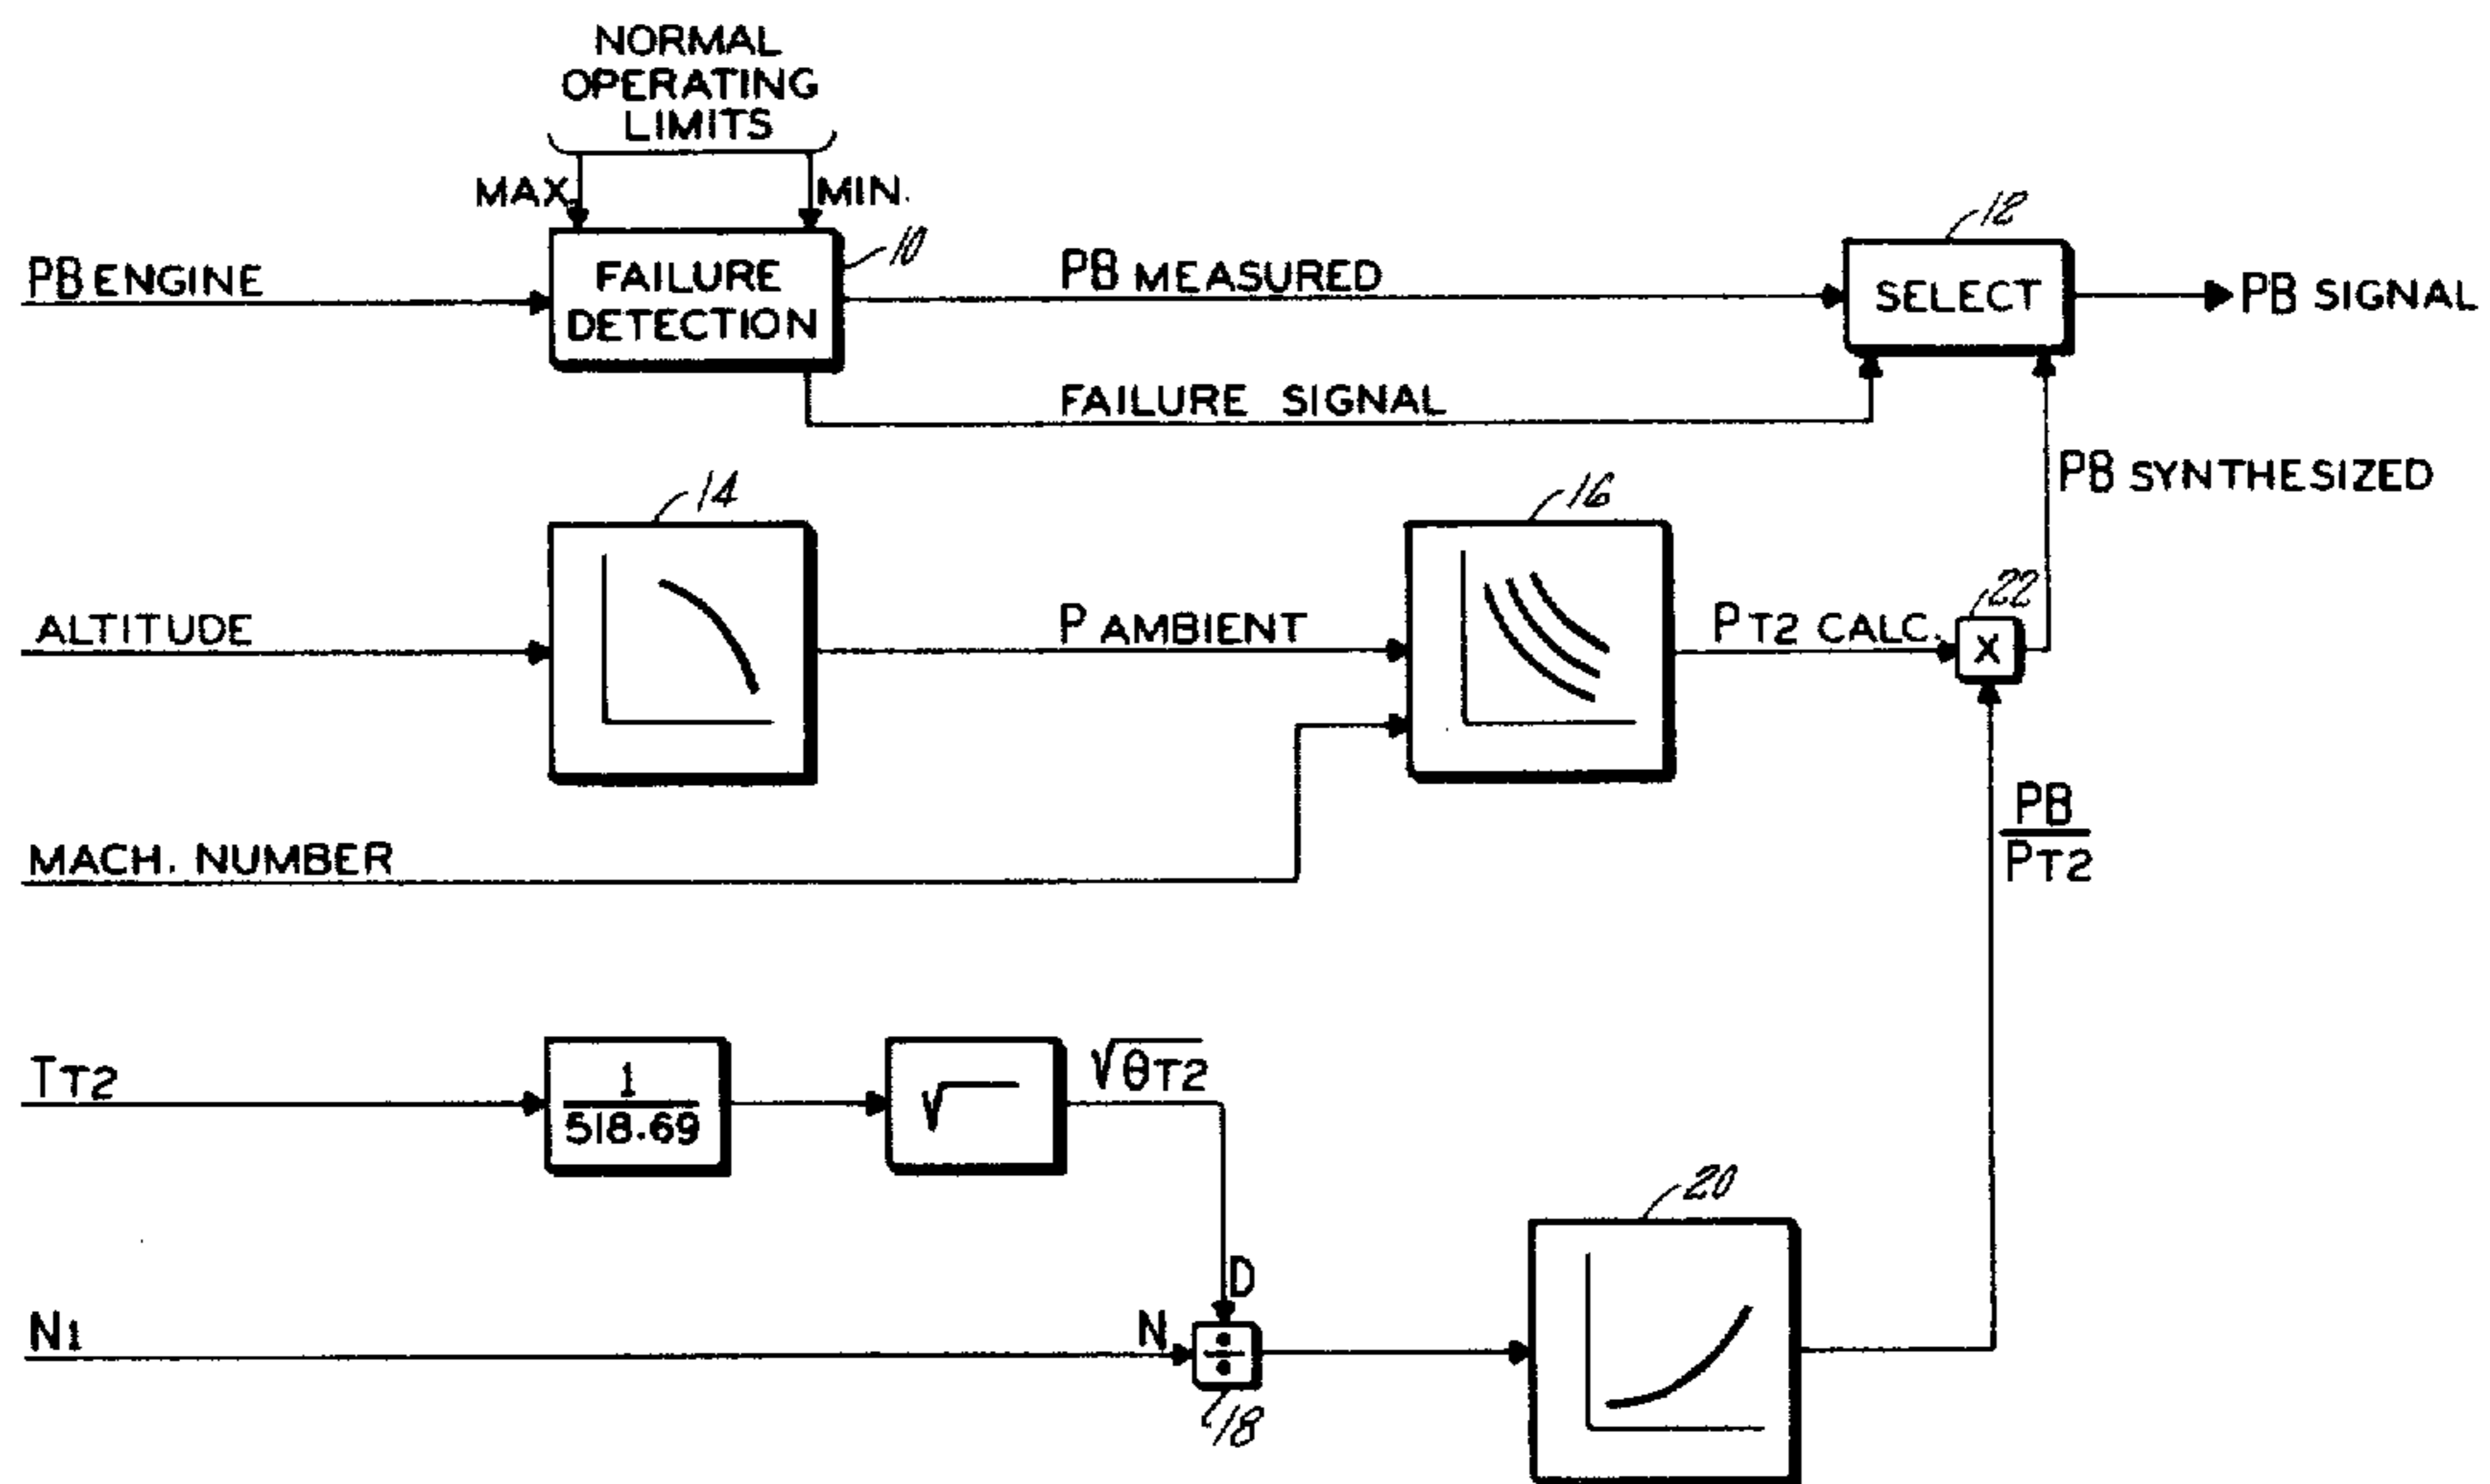 NORMAL
OPERATING
LIMITS
MAX.
MIN.
PB ENGINE
FAILURE
DETECTION
10
PB MEASURED
12
SELECT
PB SIGNAL
FAILURE SIGNAL
PB SYNTHESIZED
ALTITUDE
14
P AMBIENT
16
PT2 CALC.
22
X
MACH. NUMBER
PB
PT2
TT2
1
518.69
√
√θT2
N1
N
D
÷
18
20